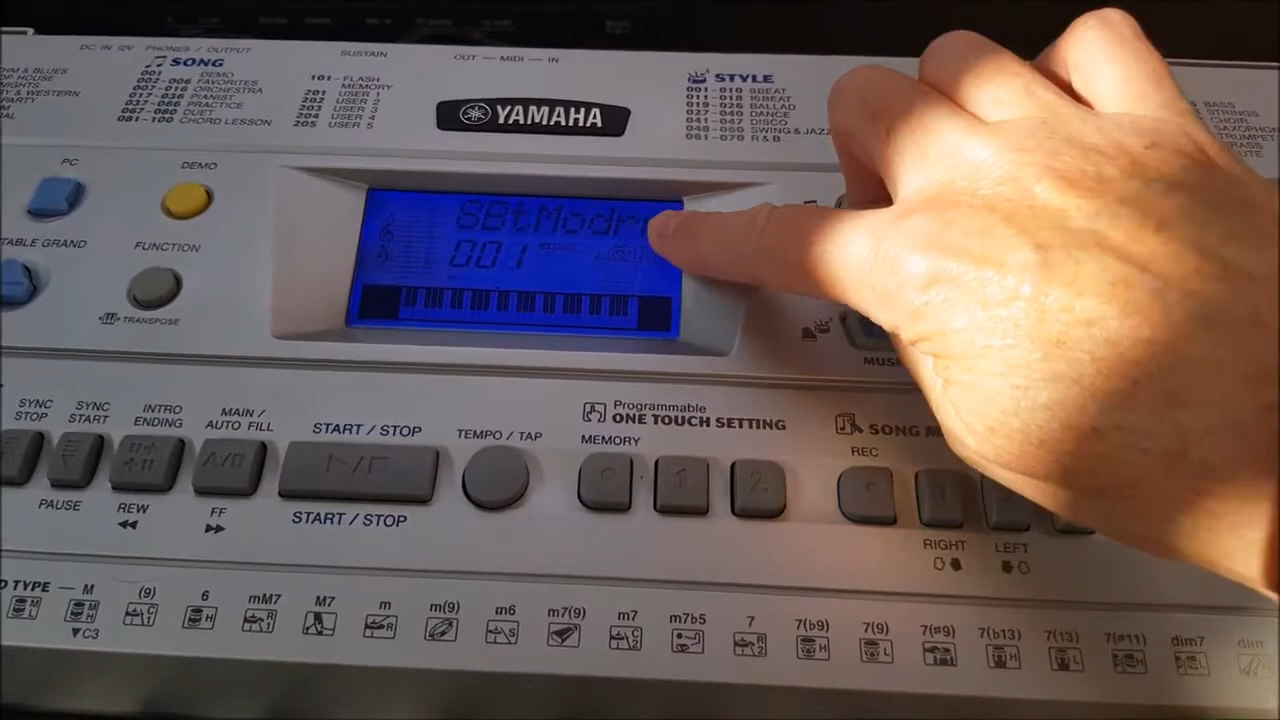 DC IN 12V PHONES / OUTPUT
SUSTAIN
OUT — MIDI — IN
SONG
001 DEMO
002-006 FAVORITES
007-016 ORCHESTRA
017-036 PIANIST
037-066 PRACTICE
067-080 DUET
081-100 CHORD LESSON
101- FLASH
MEMORY
201 USER 1
202 USER 2
203 USER 3
204 USER 4
205 USER 5
YAMAHA
STYLE
001-010 8BEAT
011-018 16BEAT
019-026 BALLAD
027-040 DANCE
041-047 DISCO
048-060 SWING & JAZZ
061-070 R & B
BASS
STRINGS
CHOIR
PC
DEMO
FUNCTION
TRANSPOSE
8BtModr
001
SYNC
STOP
SYNC
START
INTRO
ENDING
MAIN /
AUTO FILL
START / STOP
TEMPO / TAP
Programmable
ONE TOUCH SETTING
MEMORY
SONG M
REC
A/B
1
2
PAUSE
REW
FF
START / STOP
RIGHT
LEFT
D TYPE — M
(9)
6
mM7
M7
m
m(9)
m6
m7(9)
m7
m7b5
7
7(b9)
7(9)
7(#9)
7(b13)
7(13)
7(#11)
dim7
dim
C3